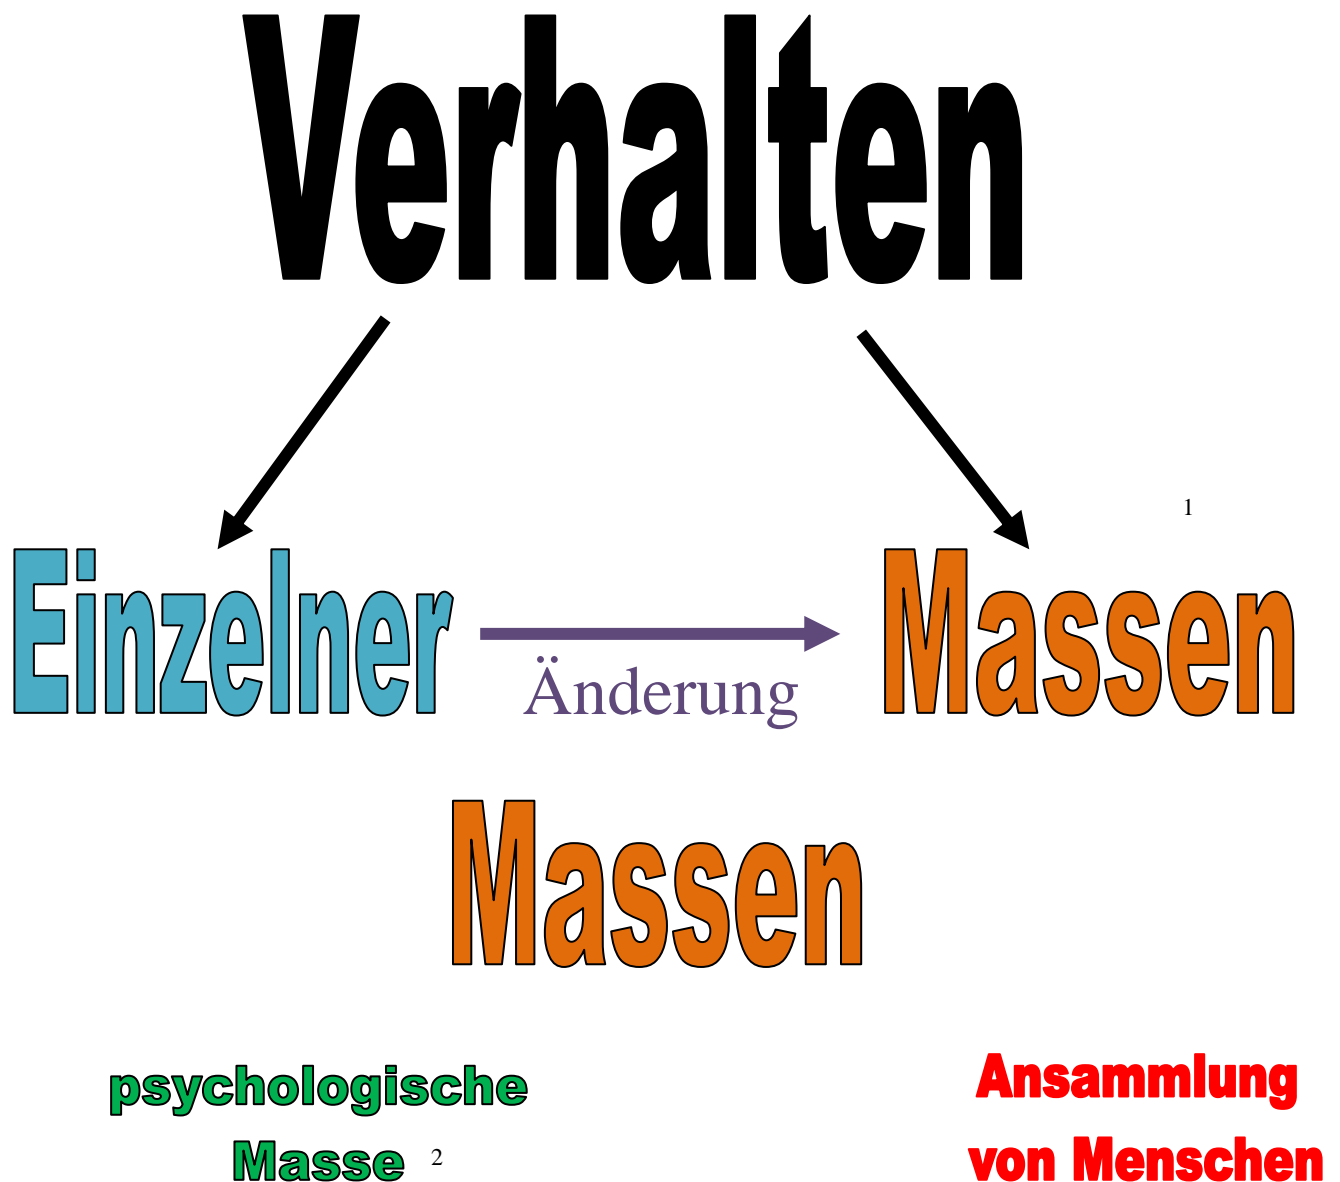 Verhalten
1
Einzelner
Änderung
Massen
Massen
psychologische
Masse 2
Ansammlung
von Menschen